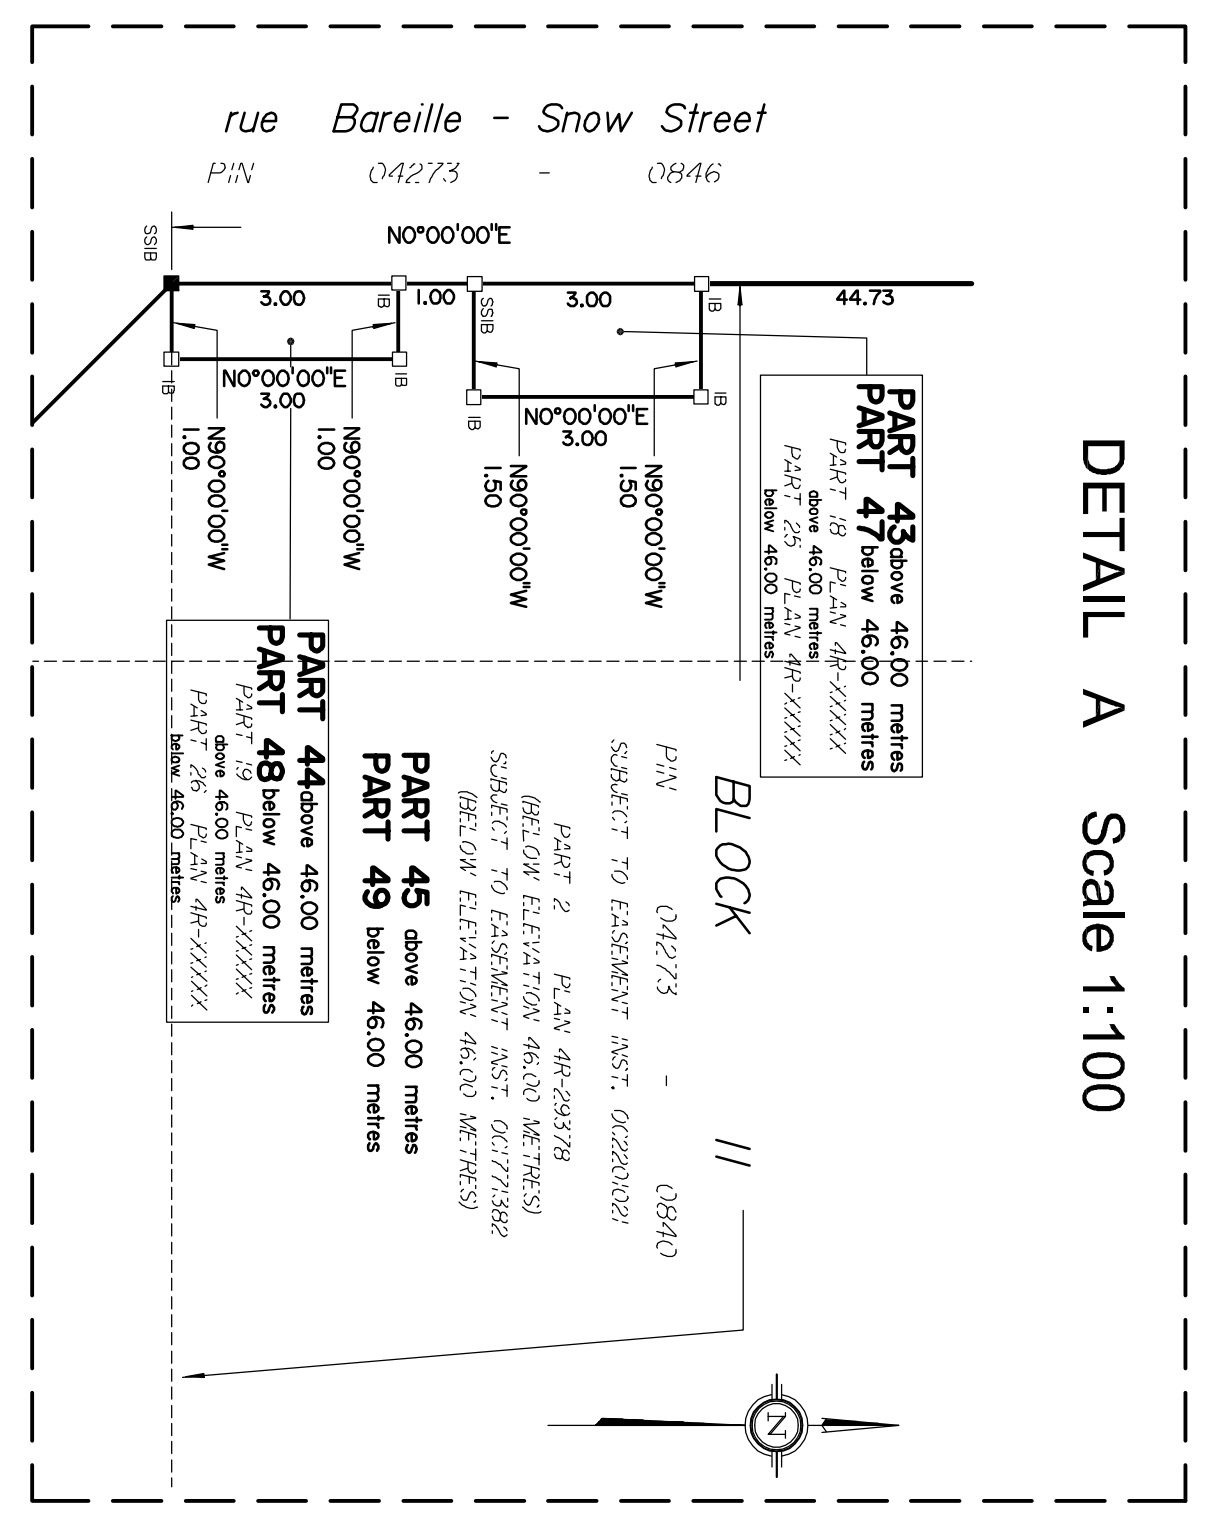 rue Bareille - Snow Street
PIN 04273 - 0846
SSIB
N0°00'00"E
3.00
IB
1.00
SSIB
3.00
IB
44.73
IB
N0°00'00"E
3.00
IB
IB
N0°00'00"E
3.00
IB
N90°00'00"W
1.00
N90°00'00"W
1.00
N90°00'00"W
1.50
N90°00'00"W
1.50
PART 43 above 46.00 metres
PART 47 below 46.00 metres
PART 18 PLAN 4R-XXXXX
above 46.00 metres
PART 25 PLAN 4R-XXXXX
below 46.00 metres
PART 44 above 46.00 metres
PART 48 below 46.00 metres
PART 19 PLAN 4R-XXXXX
above 46.00 metres
PART 26 PLAN 4R-XXXXX
below 46.00 metres
DETAIL A Scale 1:100
BLOCK 11
PIN 04273 - 0840
SUBJECT TO EASEMENT INST. OC2201021
PART 2 PLAN 4R-29378
(BELOW ELEVATION 46.00 METRES)
SUBJECT TO EASEMENT INST. OC1771382
(BELOW ELEVATION 46.00 METRES)
PART 45 above 46.00 metres
PART 49 below 46.00 metres
N